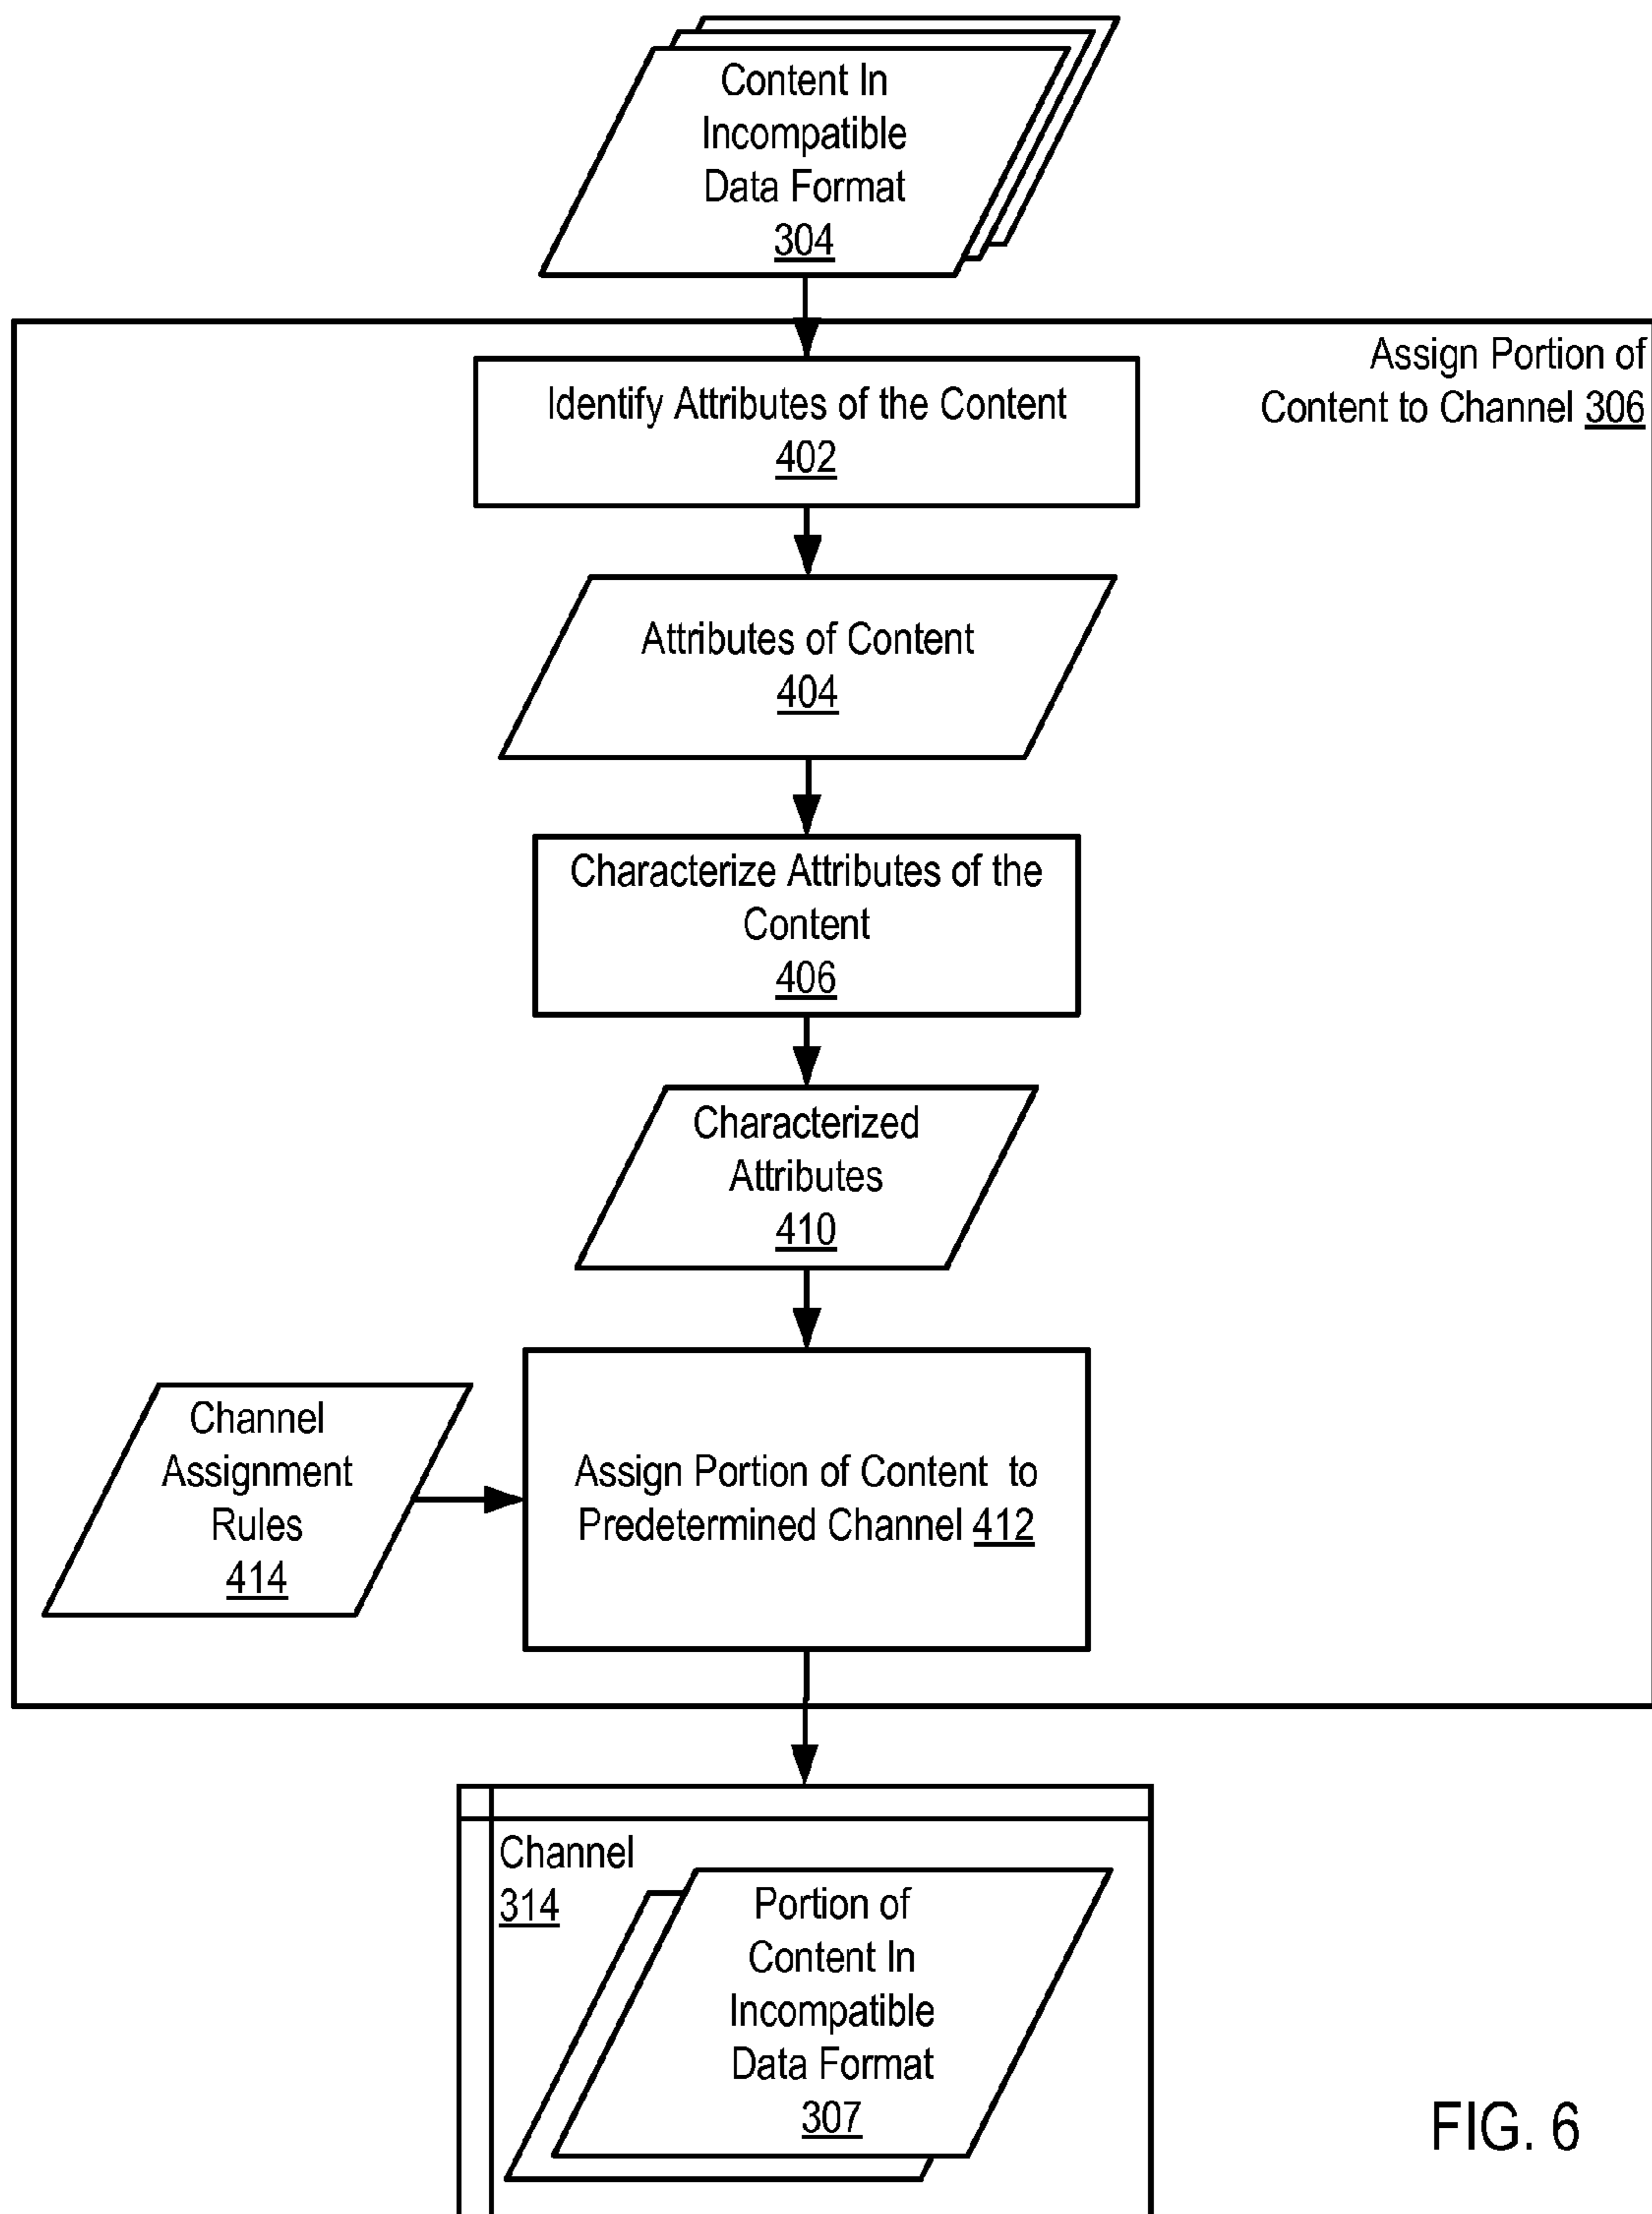 Content In
Incompatible
Data Format
304
Assign Portion of
Content to Channel 306
Identify Attributes of the Content
402
Attributes of Content
404
Characterize Attributes of the
Content
406
Characterized
Attributes
410
Channel
Assignment
Rules
414
Assign Portion of Content to
Predetermined Channel 412
Channel
314
Portion of
Content In
Incompatible
Data Format
307
FIG. 6